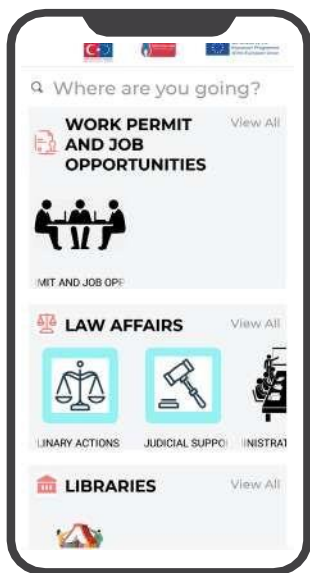 Where are you going?
WORK PERMIT
AND JOB
OPPORTUNITIES
View All
MIT AND JOB OPP
LAW AFFAIRS
View All
LINARY ACTIONS
JUDICIAL SUPPO
INISTRAT
LIBRARIES
View All